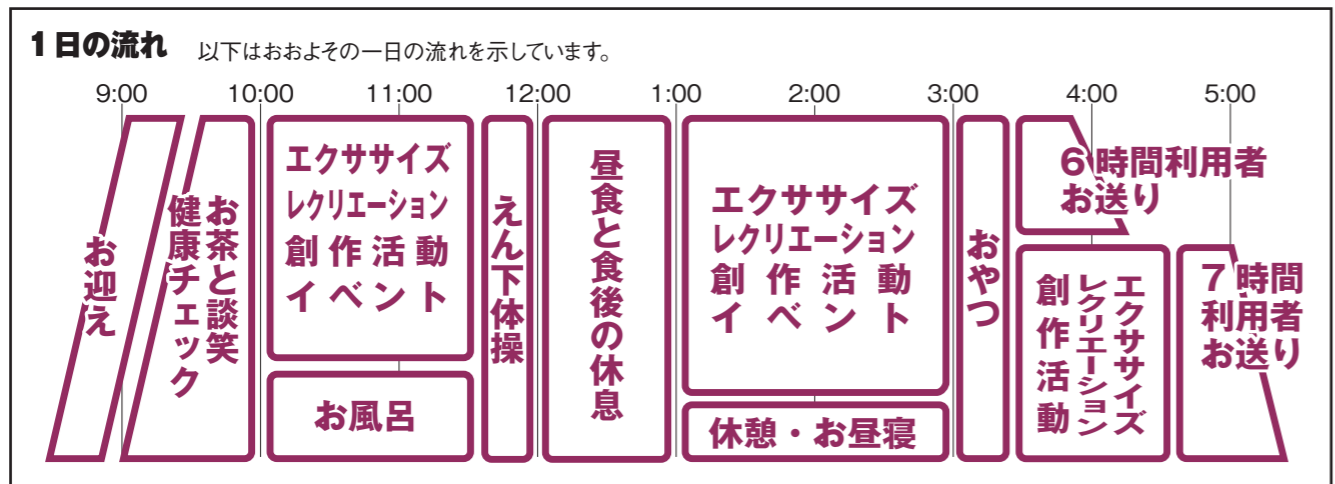 1日の流れ 以下はおおよその一日の流れを示しています。
9:00 10:00 11:00 12:00 1:00 2:00 3:00 4:00 5:00
お迎え
お茶と談笑
健康チェック
エクササイズ
レクリエーション
創作活動
イベント
お風呂
えん下体操
昼食と食後の休息
エクササイズ
レクリエーション
創作活動
イベント
休憩・お昼寝
おやつ
6時間利用者
お送り
エクササイズ
レクリエーション
創作活動
7時間
利用者
お送り